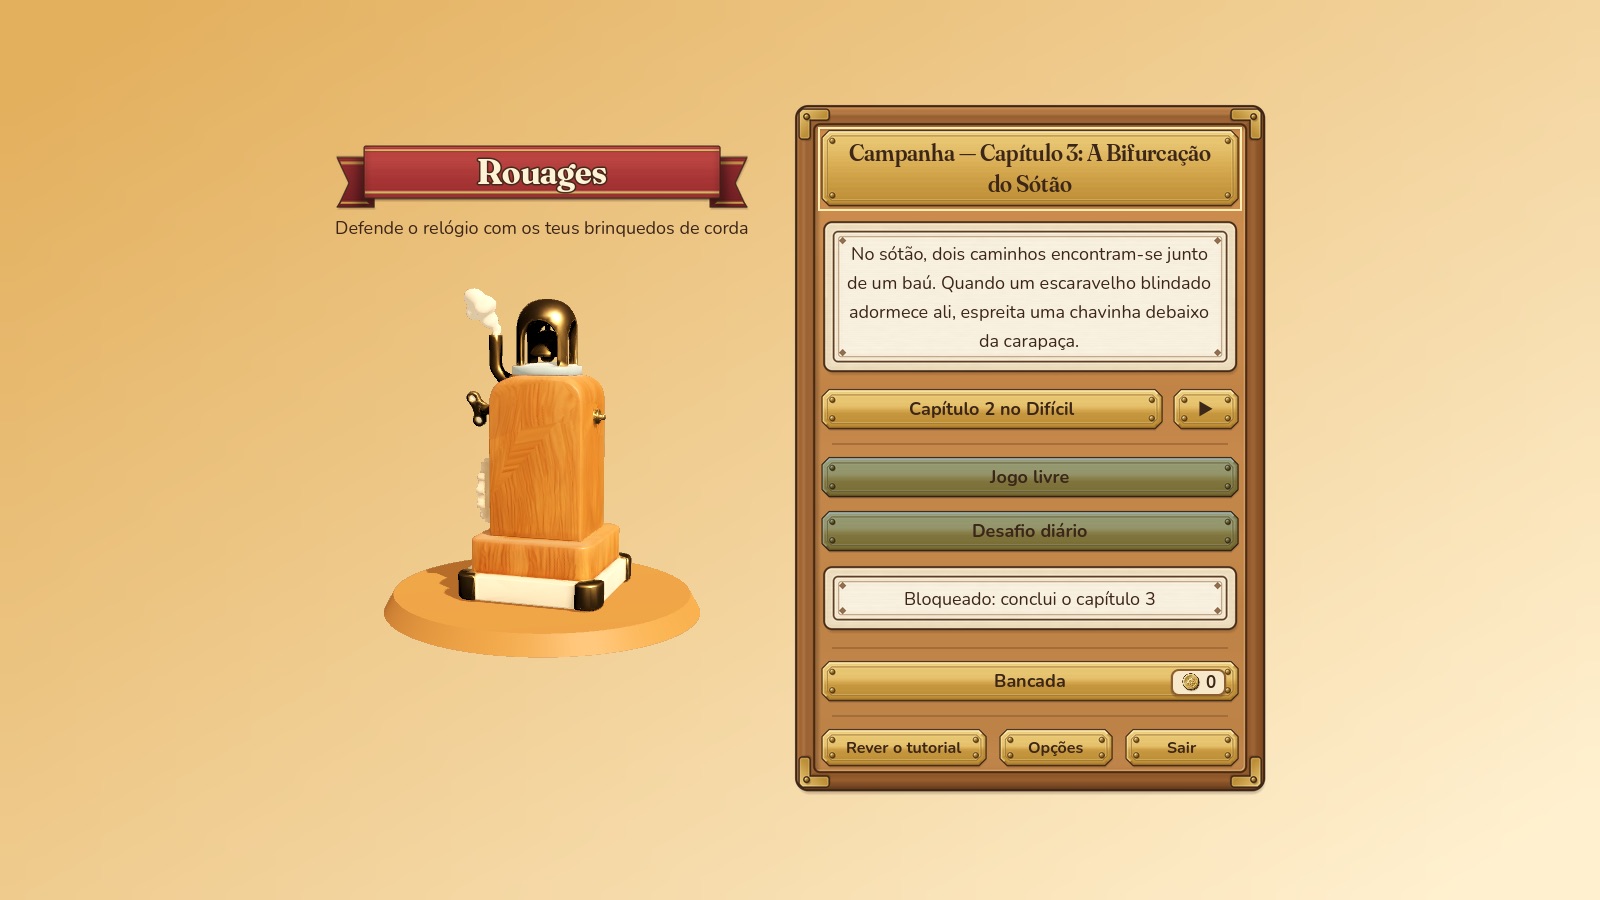 Rouages
Defende o relógio com os teus brinquedos de corda
Campanha — Capítulo 3: A Bifurcação
do Sótão
No sótão, dois caminhos encontram-se junto
de um baú. Quando um escaravelho blindado
adormece ali, espreita uma chavinha debaixo
da carapaça.
Capítulo 2 no Difícil
Jogo livre
Desafio diário
Bloqueado: conclui o capítulo 3
Bancada 0
Rever o tutorial Opções Sair